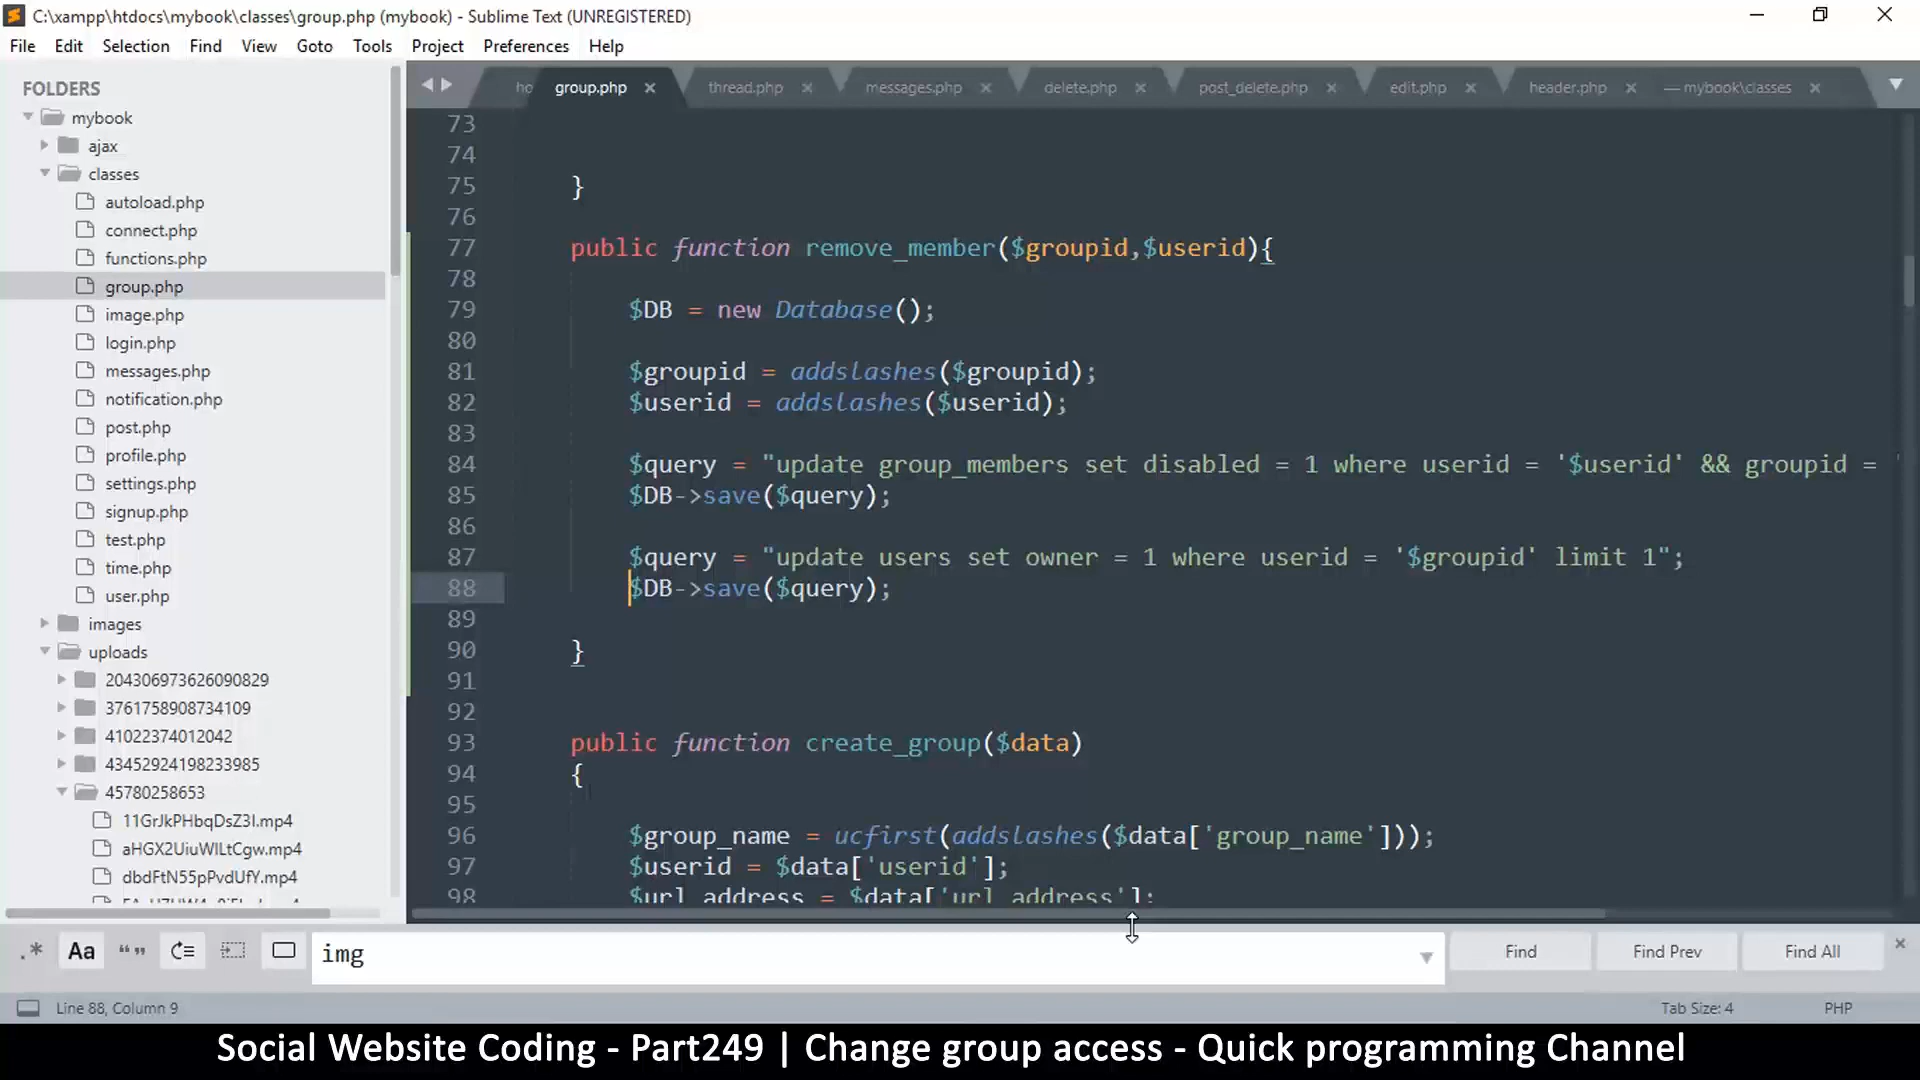 C:\xampp\htdocs\mybook\classes\group.php (mybook) - Sublime Text (UNREGISTERED)
File Edit Selection Find View Goto Tools Project Preferences Help
FOLDERS
mybook
ajax
classes
autoload.php
connect.php
functions.php
group.php
image.php
login.php
messages.php
notification.php
post.php
profile.php
settings.php
signup.php
test.php
time.php
user.php
images
uploads
204306973626090829
3761758908734109
41022374012042
43452924198233985
45780258653
11GrJkPHbqDsZ3I.mp4
aHGX2UiuWILtCgw.mp4
dbdFtN55pPvdUfY.mp4
ho group.php thread.php messages.php delete.php post_delete.php edit.php header.php — mybook\classes
73
74
75 }
76
77 public function remove_member($groupid,$userid){
78
79 $DB = new Database();
80
81 $groupid = addslashes($groupid);
82 $userid = addslashes($userid);
83
84 $query = "update group_members set disabled = 1 where userid = '$userid' && groupid = '
85 $DB->save($query);
86
87 $query = "update users set owner = 1 where userid = '$groupid' limit 1";
88 $DB->save($query);
89
90 }
91
92
93 public function create_group($data)
94 {
95
96 $group_name = ucfirst(addslashes($data['group_name']));
97 $userid = $data['userid'];
98 $url_address = $data['url_address'];
.* Aa “” img Find Find Prev Find All
Line 88, Column 9 Tab Size: 4 PHP
Social Website Coding - Part249 | Change group access - Quick programming Channel